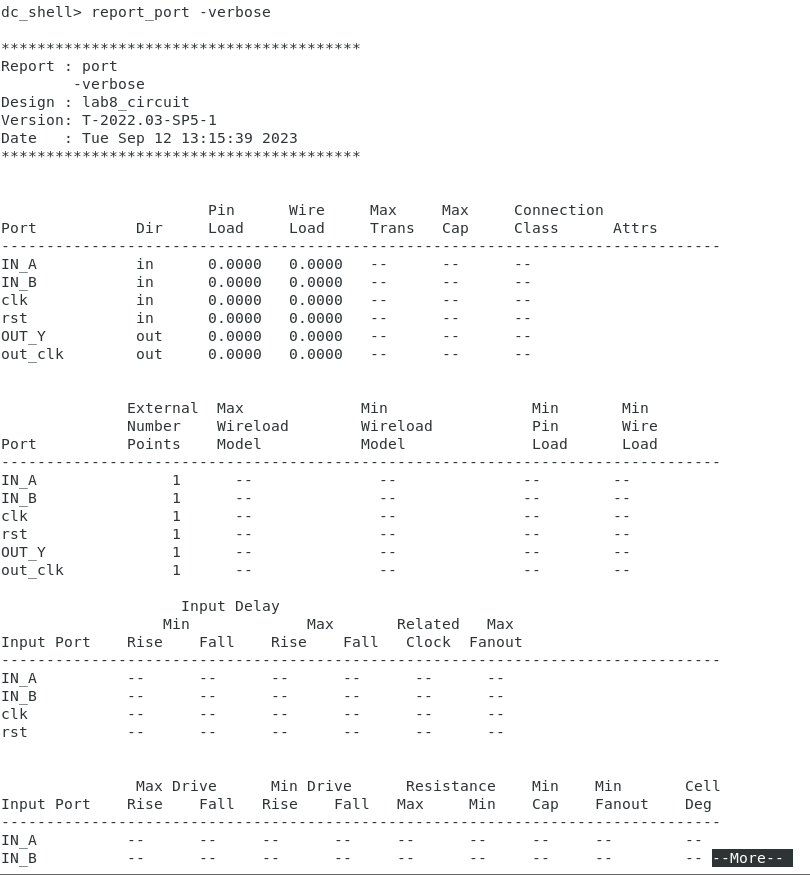 dc_shell> report_port -verbose
****************************************
Report : port
        -verbose
Design : lab8_circuit
Version: T-2022.03-SP5-1
Date   : Tue Sep 12 13:15:39 2023
****************************************
                       Pin      Wire     Max     Max     Connection
Port           Dir     Load     Load     Trans   Cap     Class      Attrs
--------------------------------------------------------------------------------
IN_A           in      0.0000   0.0000   --      --      --
IN_B           in      0.0000   0.0000   --      --      --
clk            in      0.0000   0.0000   --      --      --
rst            in      0.0000   0.0000   --      --      --
OUT_Y          out     0.0000   0.0000   --      --      --
out_clk        out     0.0000   0.0000   --      --      --
              External  Max             Min                Min       Min
              Number    Wireload        Wireload           Pin       Wire
Port          Points    Model           Model              Load      Load
--------------------------------------------------------------------------------
IN_A               1      --              --              --        --
IN_B               1      --              --              --        --
clk                1      --              --              --        --
rst                1      --              --              --        --
OUT_Y              1      --              --              --        --
out_clk            1      --              --              --        --
                    Input Delay
                  Min             Max       Related   Max
Input Port    Rise    Fall    Rise    Fall   Clock  Fanout
--------------------------------------------------------------------------------
IN_A          --      --      --      --      --      --
IN_B          --      --      --      --      --      --
clk           --      --      --      --      --      --
rst           --      --      --      --      --      --
               Max Drive      Min Drive      Resistance    Min    Min       Cell
Input Port    Rise    Fall   Rise    Fall   Max     Min    Cap    Fanout    Deg
--------------------------------------------------------------------------------
IN_A          --      --     --      --     --      --     --     --        --
IN_B          --      --     --      --     --      --     --     --        -- --More--